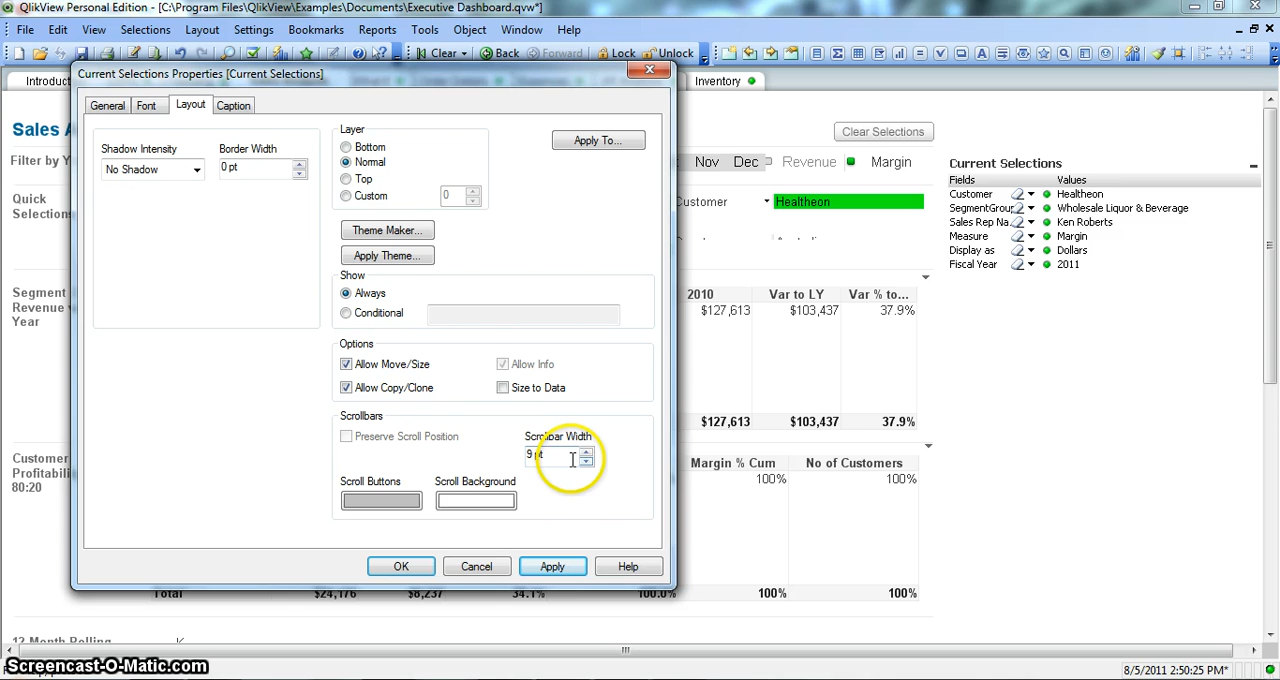 QlikView Personal Edition - [C:\Program Files\QlikView\Examples\Documents\Executive Dashboard.qvw*]
File Edit View Selections Layout Settings Bookmarks Reports Tools Object Window Help
Clear Back Forward Lock Unlock
Introduct
Inventory
Current Selections Properties [Current Selections]
General Font Layout Caption
Shadow Intensity
No Shadow
Border Width
0 pt
Layer
Bottom
Normal
Top
Custom 0
Apply To...
Theme Maker...
Apply Theme...
Show
Always
Conditional
Options
Allow Move/Size Allow Info
Allow Copy/Clone Size to Data
Scrollbars
Preserve Scroll Position
Scrollbar Width
9 pt
Scroll Buttons Scroll Background
OK Cancel Apply Help
Sales A
Filter by Y
Quick
Selections
Segment
Revenue v
Year
Customer
Profitabili
80:20
12 Month Rolling
Clear Selections
Nov Dec Revenue Margin
Customer Healtheon
2010 Var to LY Var % to...
$127,613 $103,437 37.9%
$127,613 $103,437 37.9%
Margin % Cum No of Customers
100% 100%
Total $24,176 $8,237 34.1% 100.0% 100% 100%
Current Selections
Fields Values
Customer Healtheon
SegmentGroup Wholesale Liquor & Beverage
Sales Rep Na.. Ken Roberts
Measure Margin
Display as Dollars
Fiscal Year 2011
Screencast-O-Matic.com
8/5/2011 2:50:25 PM*